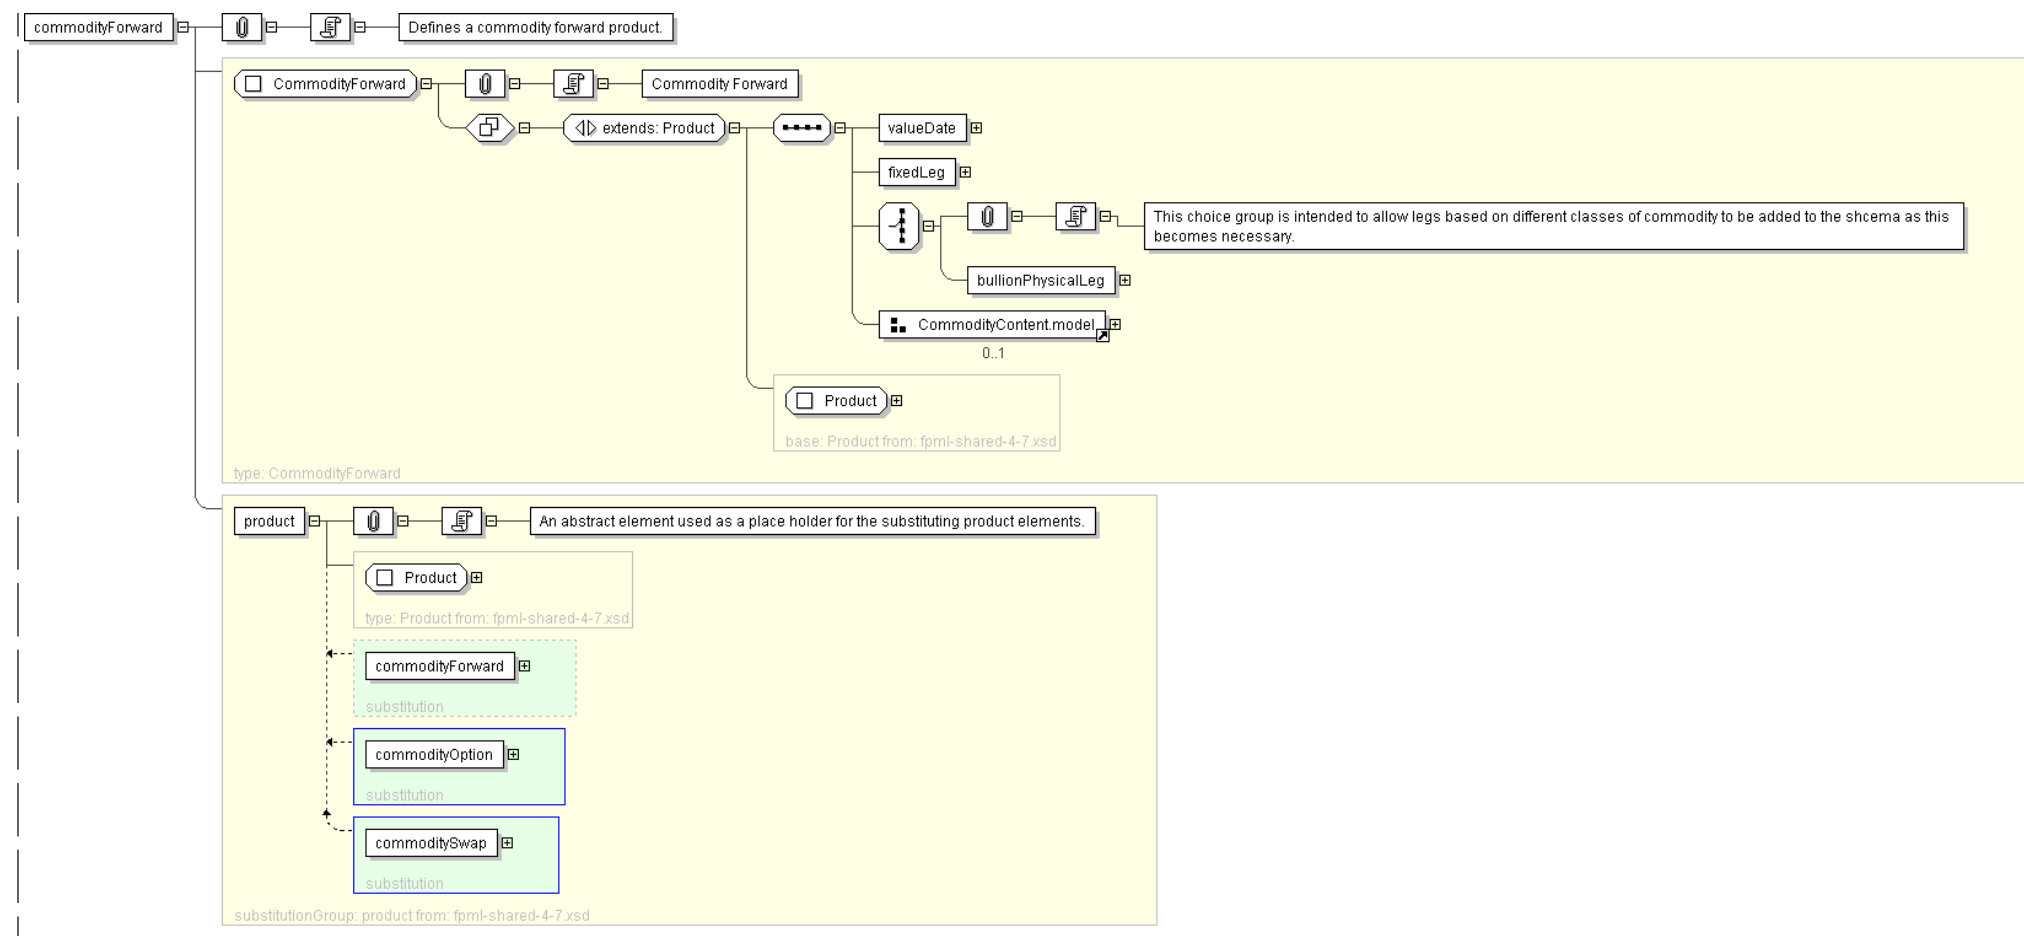 commodityForward
Defines a commodity forward product.
CommodityForward
Commodity Forward
extends: Product
valueDate
fixedLeg
This choice group is intended to allow legs based on different classes of commodity to be added to the shcema as this
becomes necessary.
bullionPhysicalLeg
CommodityContent.model
0..1
Product
base: Product from: fpml-shared-4-7.xsd
type: CommodityForward
product
An abstract element used as a place holder for the substituting product elements.
Product
type: Product from: fpml-shared-4-7.xsd
commodityForward
substitution
commodityOption
substitution
commoditySwap
substitution
substitutionGroup: product from: fpml-shared-4-7.xsd